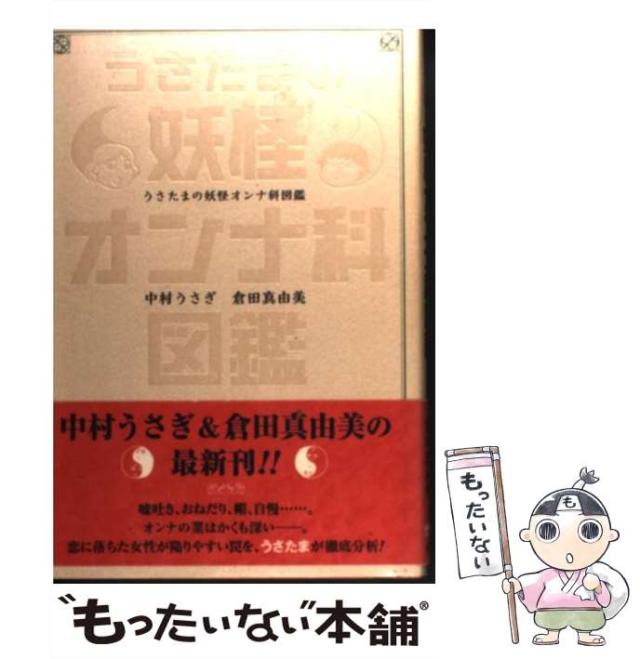 うさたまの
妖怪
うさたまの妖怪オンナ科図鑑
オンナ科
中村うさぎ 倉田真由美
図鑑
中村うさぎ&倉田真由美の
最新刊!!
嘘吐き、おねだり、媚、自慢……。
オンナの業はかくも深い――。
恋に落ちた女性が陥りやすい罠を、うさたまが徹底分析!
もったいない
も
"もったいない"本舗®